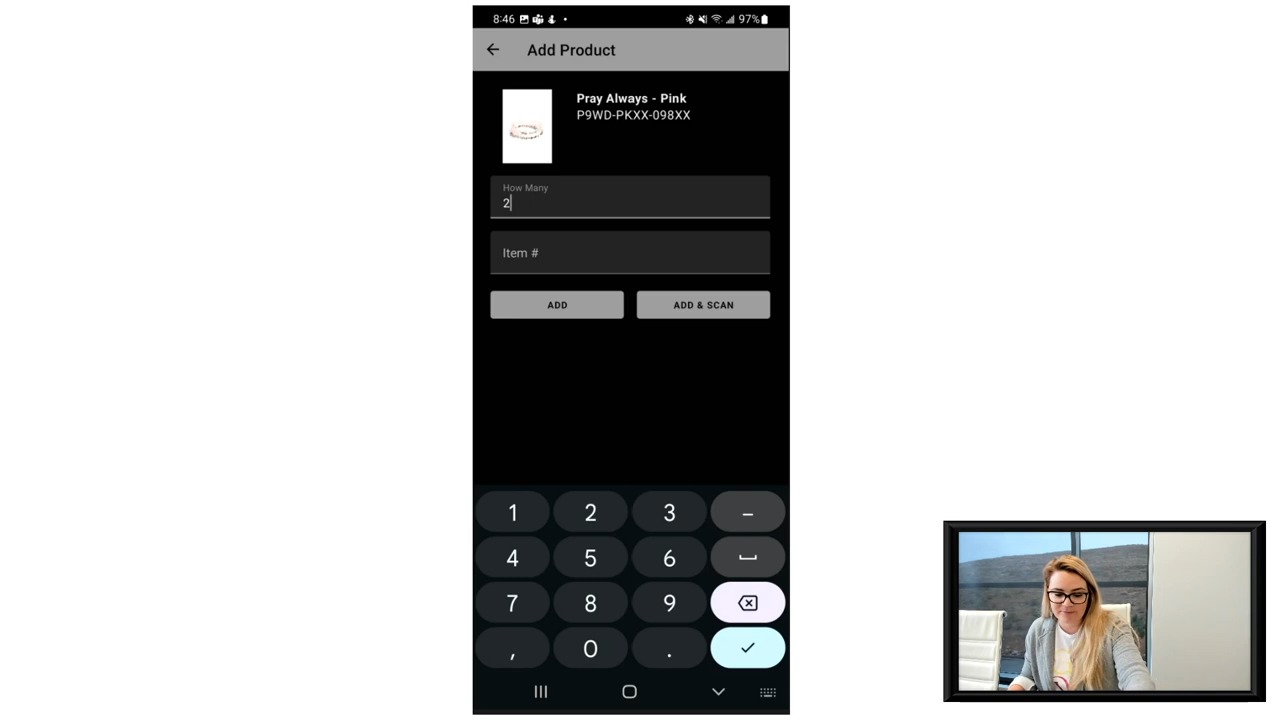 8:46
97%
Add Product
Pray Always - Pink
P9WD-PKXX-098XX
How Many
2
Item #
ADD
ADD & SCAN
1 2 3 -
4 5 6
7 8 9
, 0 .